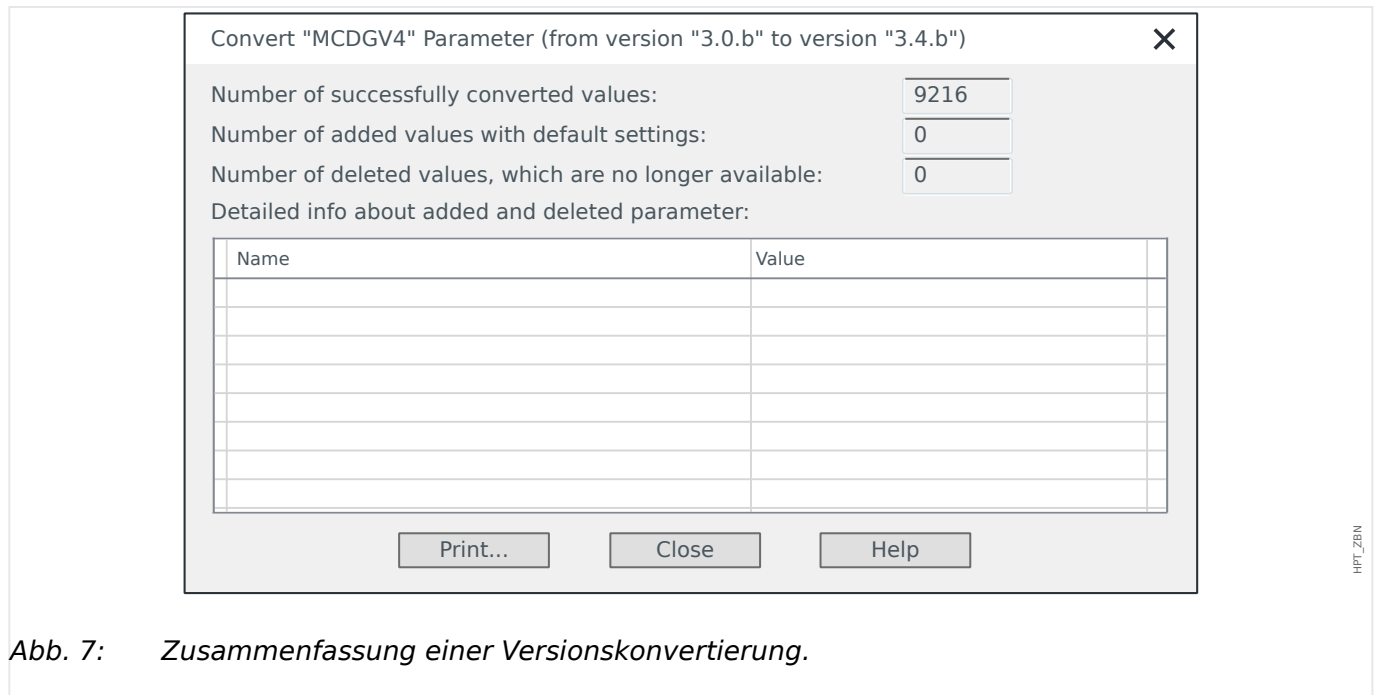 Convert "MCDGV4" Parameter (from version "3.0.b" to version "3.4.b")
Number of successfully converted values: 9216
Number of added values with default settings: 0
Number of deleted values, which are no longer available: 0
Detailed info about added and deleted parameter:
Name Value
Print... Close Help
HPT_ZBN
Abb. 7: Zusammenfassung einer Versionskonvertierung.